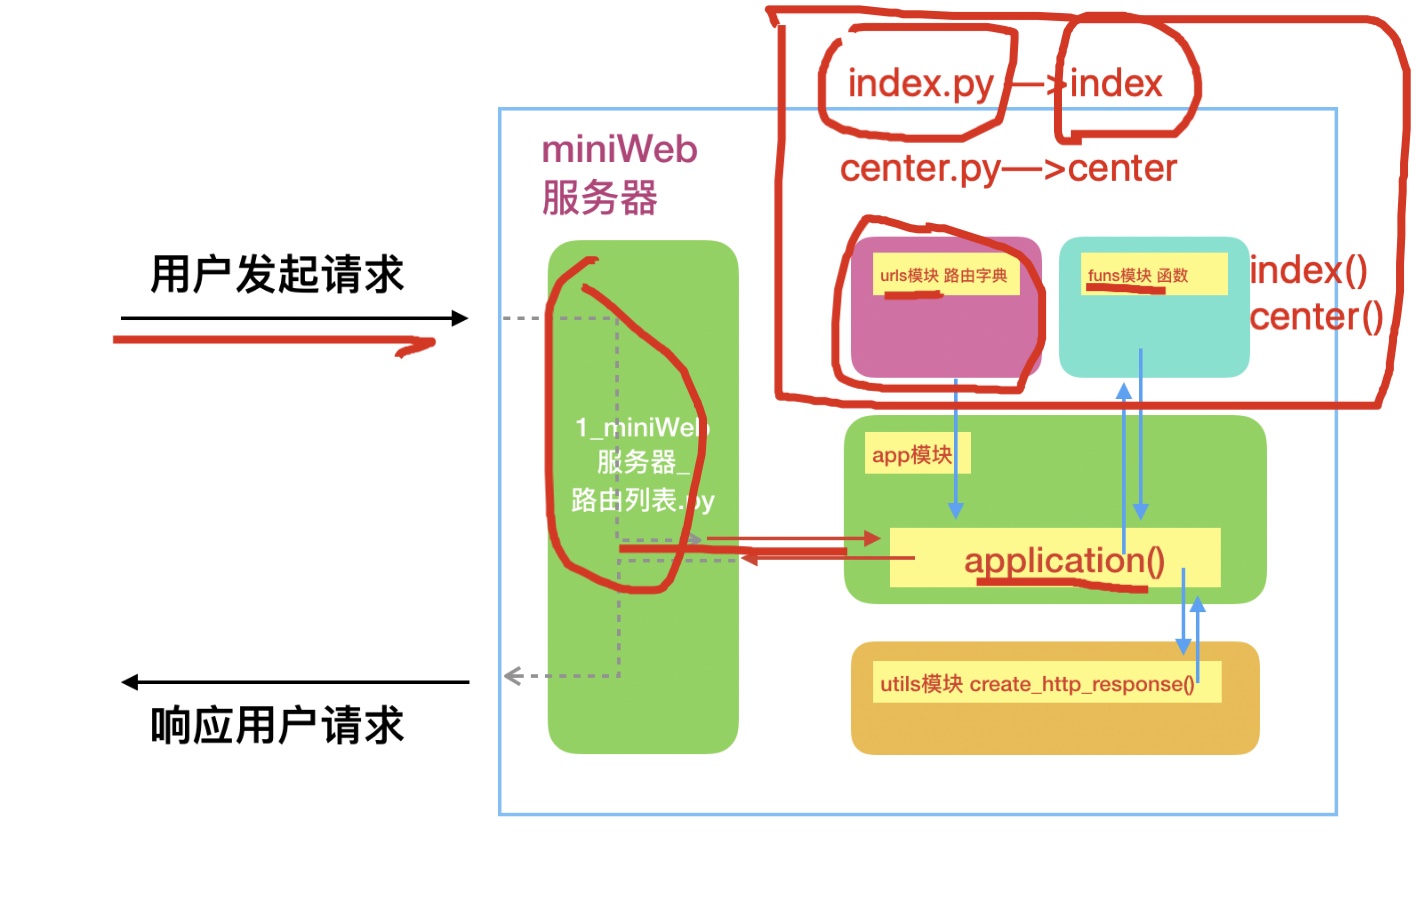 index.py —>index
miniWeb
服务器
center.py—>center
用户发起请求
urls模块 路由字典
funs模块 函数
index()
center()
1_miniWeb
服务器_
路由列表.py
app模块
application()
utils模块 create_http_response()
响应用户请求